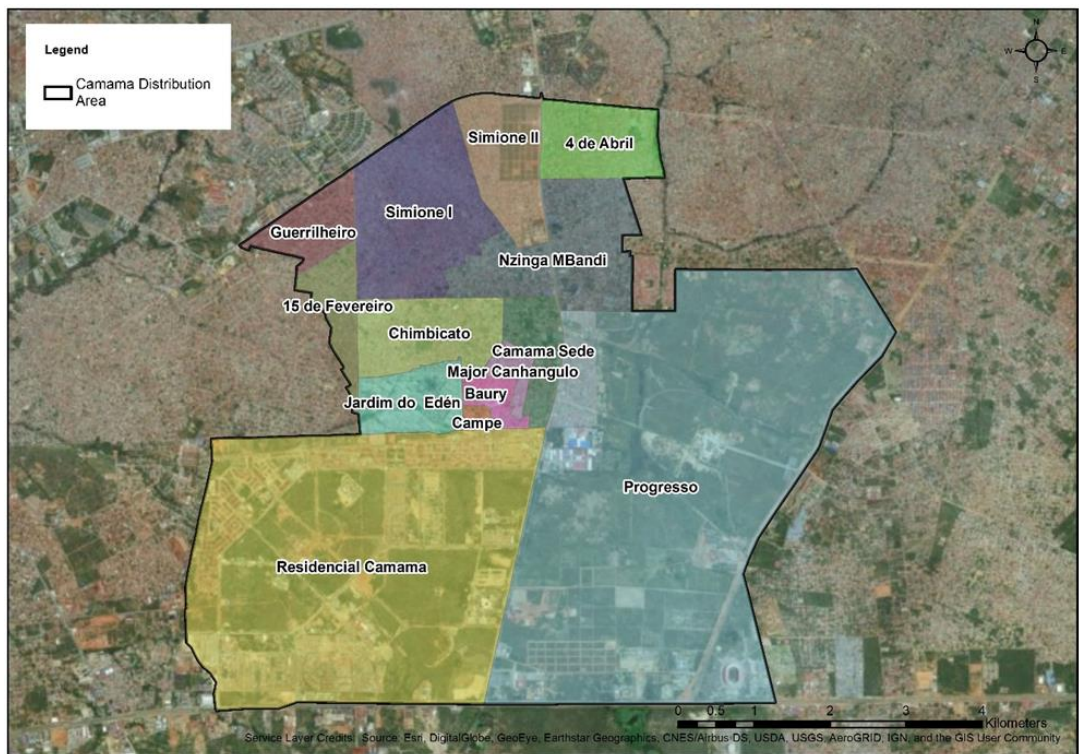 Legend
Camama Distribution
Area
N
W
E
S
Simione II
4 de Abril
Simione I
Guerrilheiro
Nzinga MBandi
15 de Fevereiro
Chimbicato
Camama Sede
Major Canhangulo
Baury
Jardim do Edén
Campe
Progresso
Residencial Camama
0 0.5 1 2 3 4
Kilometers
Service Layer Credits: Source: Esri, DigitalGlobe, GeoEye, Earthstar Geographics, CNES/Airbus DS, USDA, USGS, AeroGRID, IGN, and the GIS User Community